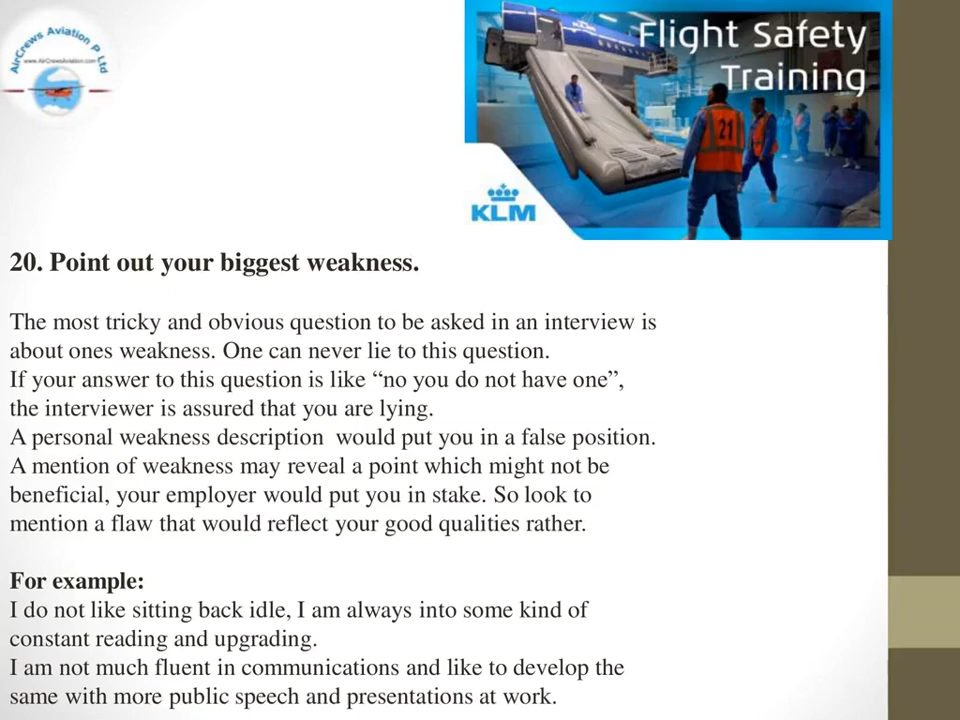 AirCrews Aviation P Ltd
www.AirCrewsAviation.com
Flight Safety
Training
21
KLM
20. Point out your biggest weakness.
The most tricky and obvious question to be asked in an interview is
about ones weakness. One can never lie to this question.
If your answer to this question is like “no you do not have one”,
the interviewer is assured that you are lying.
A personal weakness description  would put you in a false position.
A mention of weakness may reveal a point which might not be
beneficial, your employer would put you in stake. So look to
mention a flaw that would reflect your good qualities rather.
For example:
I do not like sitting back idle, I am always into some kind of
constant reading and upgrading.
I am not much fluent in communications and like to develop the
same with more public speech and presentations at work.